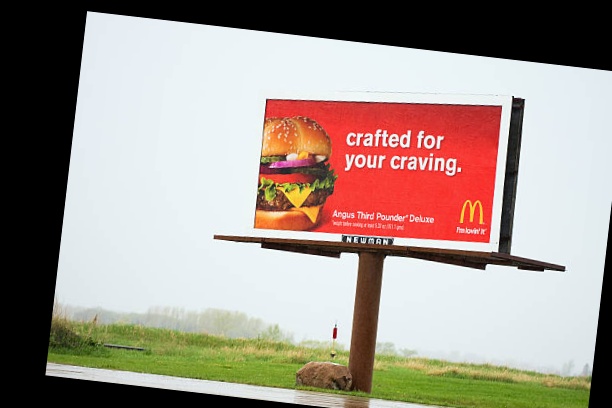 crafted for
your craving.
Angus Third Pounder® Deluxe
i'm lovin' it®
NEWMAN